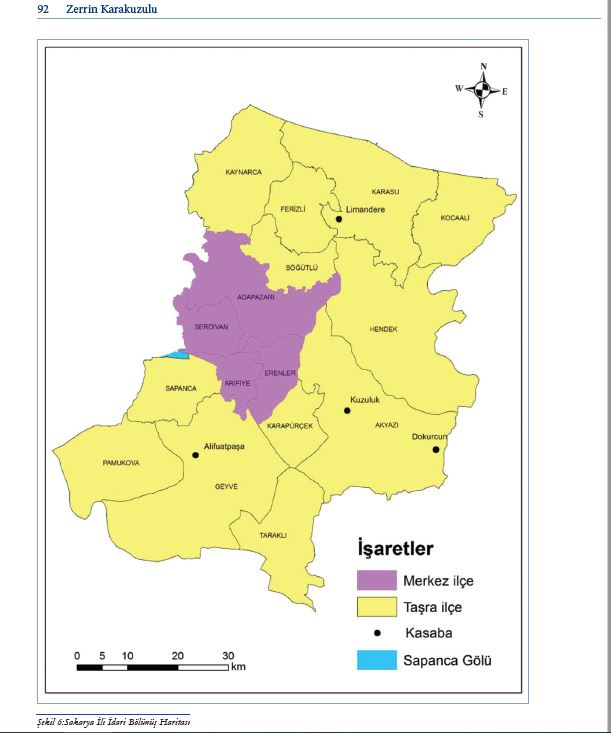 92 Zerrin Karakuzulu
N
W E
S
KAYNARCA
KARASU
FERİZLİ
Limandere
KOCAALİ
SÖĞÜTLÜ
ADAPAZARI
SERDİVAN
HENDEK
ERENLER
ARİFİYE
SAPANCA
Kuzuluk
KARAPÜRÇEK
AKYAZI
Dokurcun
Alifuatpaşa
PAMUKOVA
GEYVE
TARAKLI
İşaretler
Merkez ilçe
Taşra ilçe
Kasaba
Sapanca Gölü
0 5 10 20 30
km
Şekil 6:Sakarya İli İdari Bölünüş Haritası